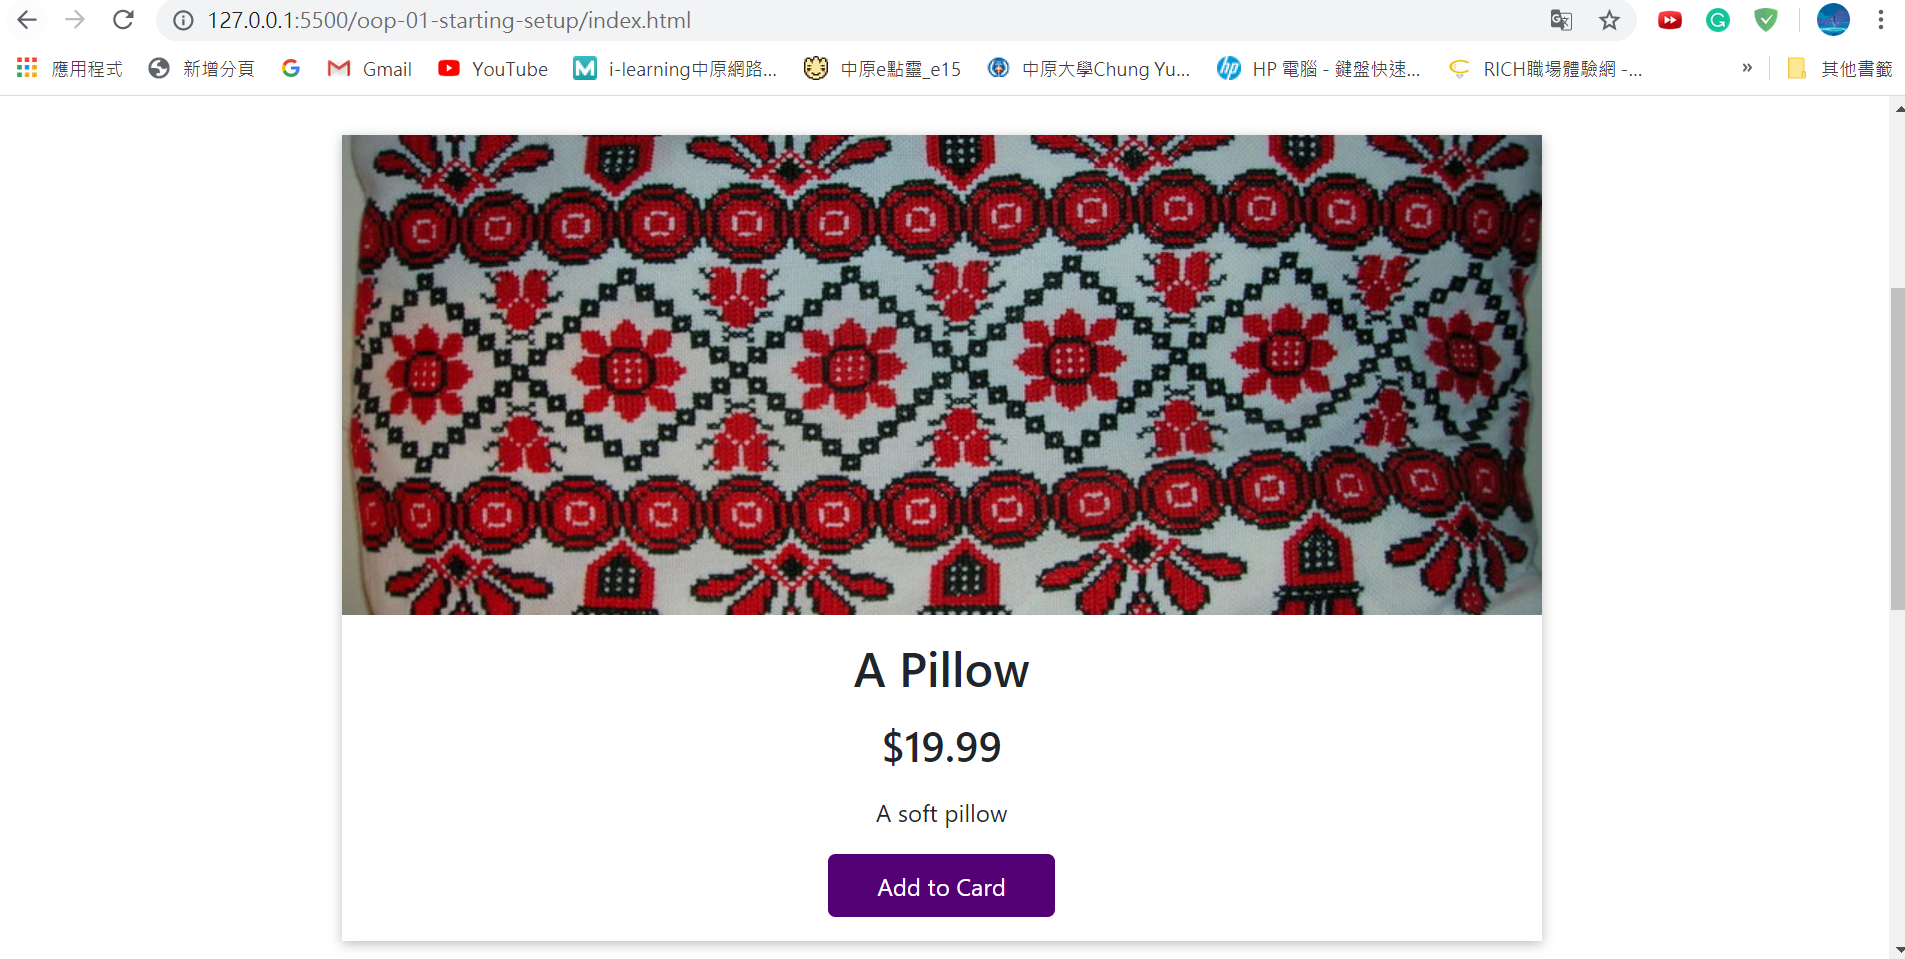 127.0.0.1:5500/oop-01-starting-setup/index.html
應用程式 新增分頁 Gmail YouTube i-learning中原網路... 中原e點靈_e15 中原大學Chung Yu... HP 電腦 - 鍵盤快速... RICH職場體驗網 -... » 其他書籤
A Pillow
$19.99
A soft pillow
Add to Card